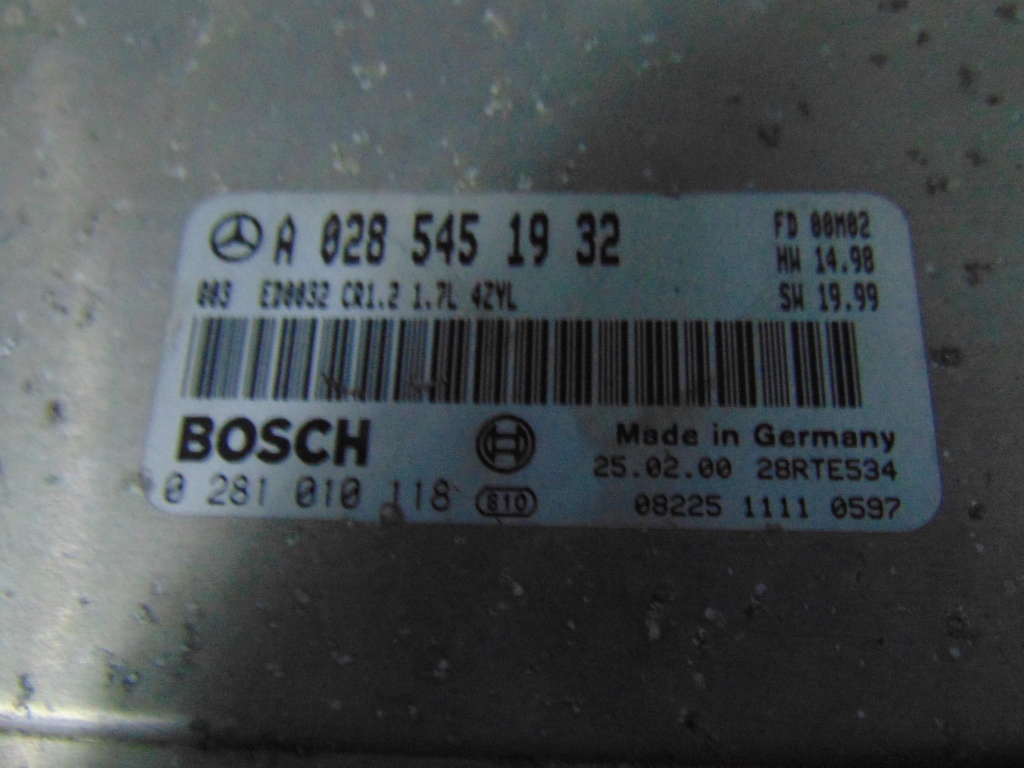 A 028 545 19 32
FD 00M02
HW 14.98
003 ED0032 CR1.2 1.7L 4ZYL
SW 19.99
BOSCH
Made in Germany
25.02.00 28RTE534
0 281 010 118
810
08225 1111 0597